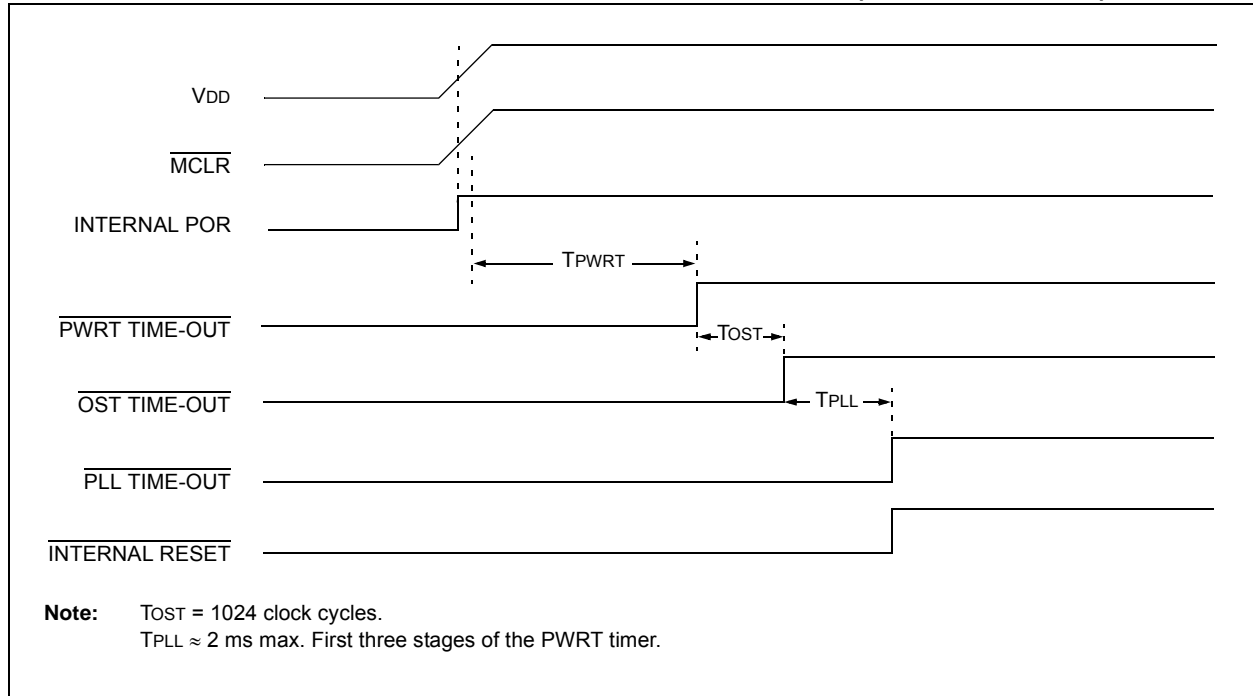 VDD
MCLR
INTERNAL POR
TPWRT
PWRT TIME-OUT
TOST
OST TIME-OUT
TPLL
PLL TIME-OUT
INTERNAL RESET
Note: TOST = 1024 clock cycles.
TPLL ≈ 2 ms max. First three stages of the PWRT timer.